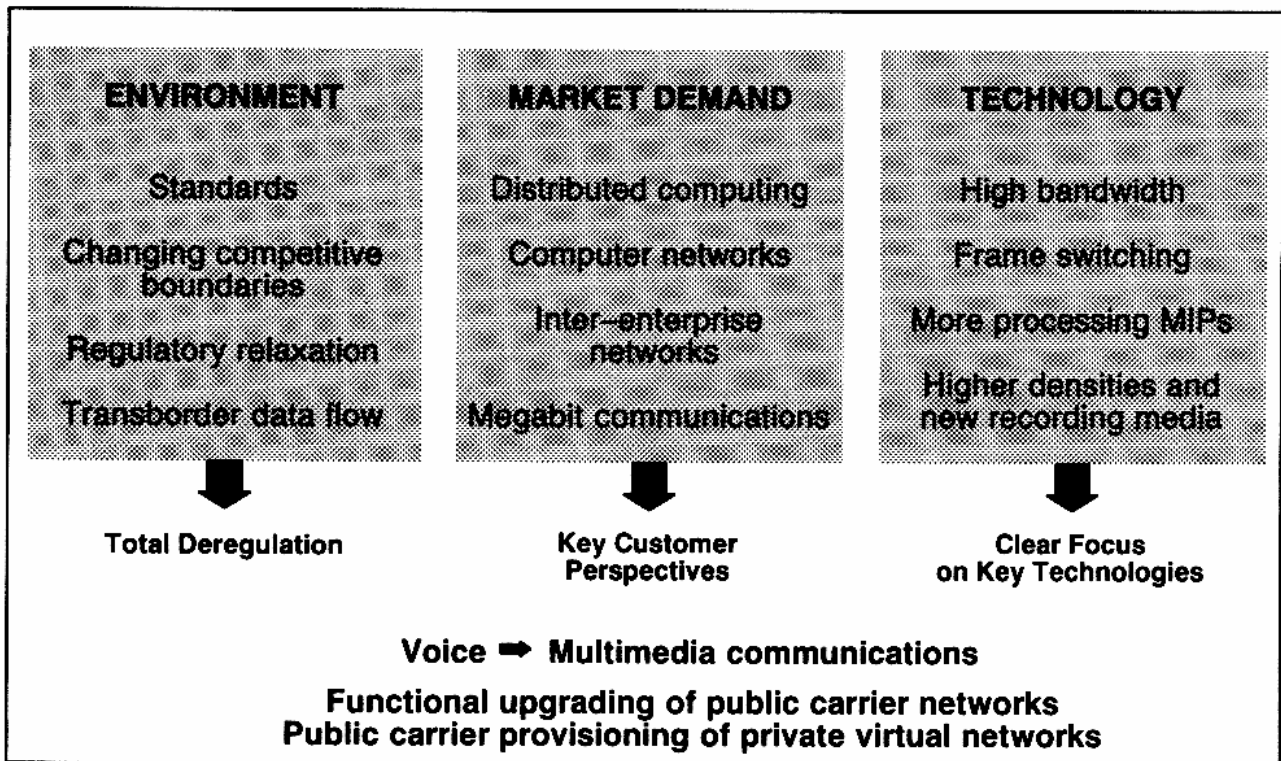 ENVIRONMENT
Standards
Changing competitive
boundaries
Regulatory relaxation
Transborder data flow
Total Deregulation
MARKET DEMAND
Distributed computing
Computer networks
Inter-enterprise
networks
Megabit communications
Key Customer
Perspectives
TECHNOLOGY
High bandwidth
Frame switching
More processing MIPs
Higher densities and
new recording media
Clear Focus
on Key Technologies
Voice ➡ Multimedia communications
Functional upgrading of public carrier networks
Public carrier provisioning of private virtual networks